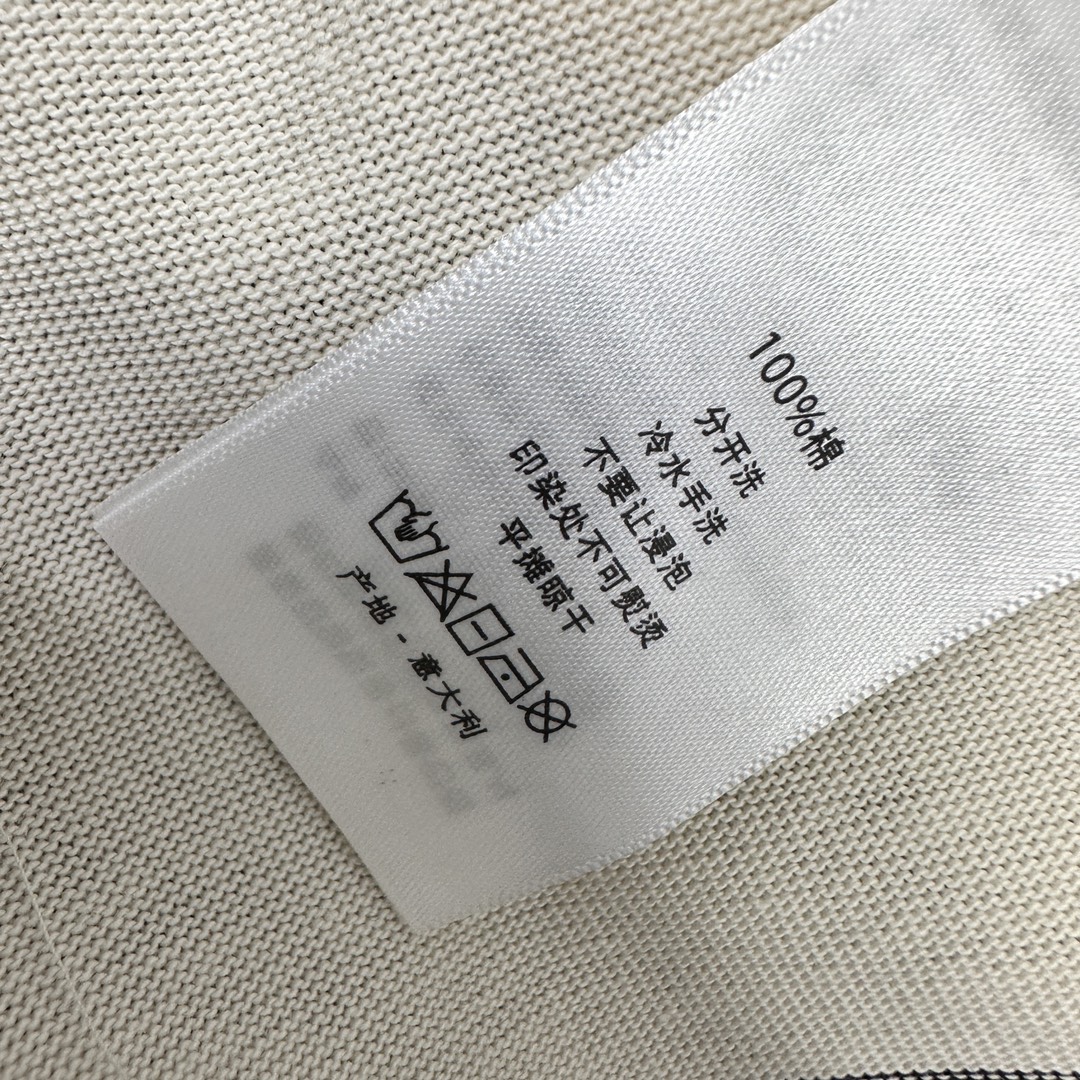 100%棉
分开洗
冷水手洗
不要让浸泡
印染处不可熨烫
平摊晾干
产地-意大利